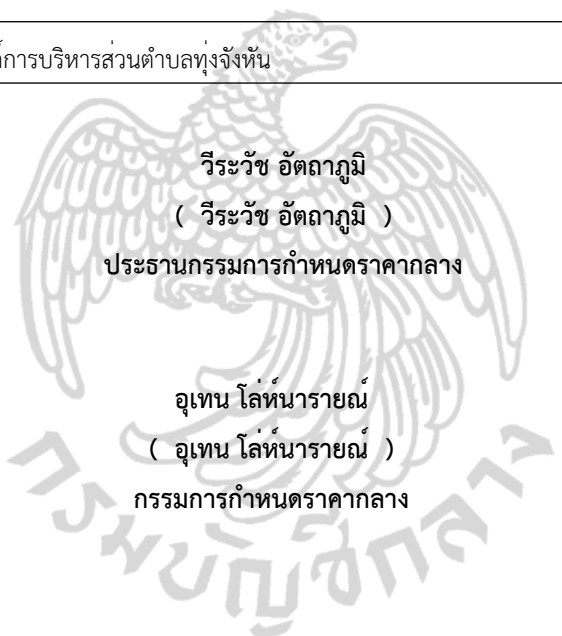 การบริหารส่วนตำบลทุ่งจังหัน
วีระวัช อัตถาภูมิ
( วีระวัช อัตถาภูมิ )
ประธานกรรมการกำหนดราคากลาง
อุเทน โล่ห์นารายณ์
( อุเทน โล่ห์นารายณ์ )
กรรมการกำหนดราคากลาง
กรมบัญชีกลาง